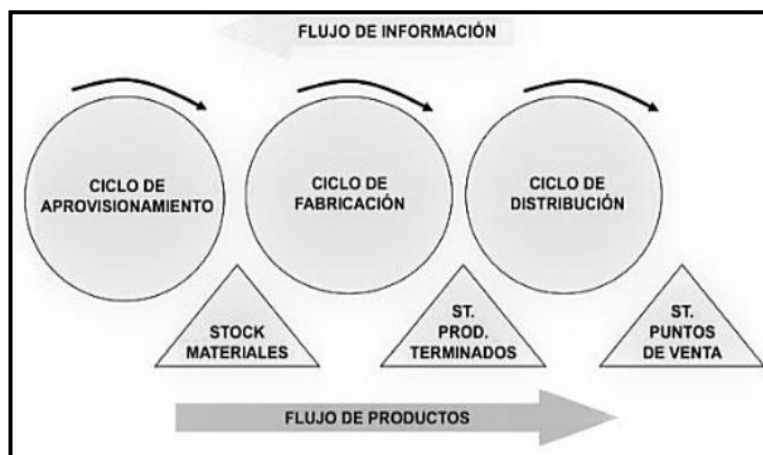 FLUJO DE INFORMACIÓN
CICLO DE
APROVISIONAMIENTO
CICLO DE
FABRICACIÓN
CICLO DE
DISTRIBUCIÓN
STOCK
MATERIALES
ST.
PROD.
TERMINADOS
ST.
PUNTOS
DE VENTA
FLUJO DE PRODUCTOS